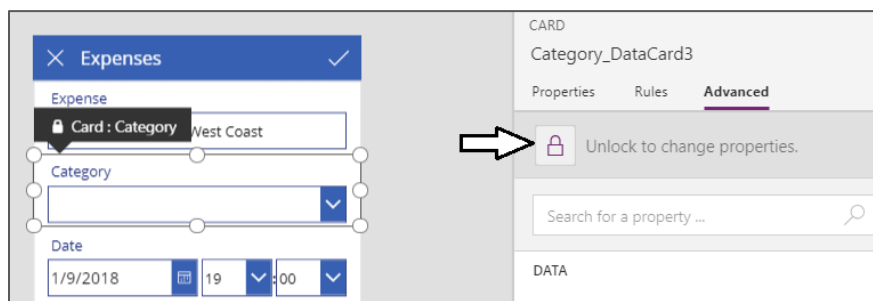 Expenses
Expense
Card : Category
West Coast
Category
Date
1/9/2018
19
:00
CARD
Category_DataCard3
Properties Rules Advanced
Unlock to change properties.
Search for a property ...
DATA